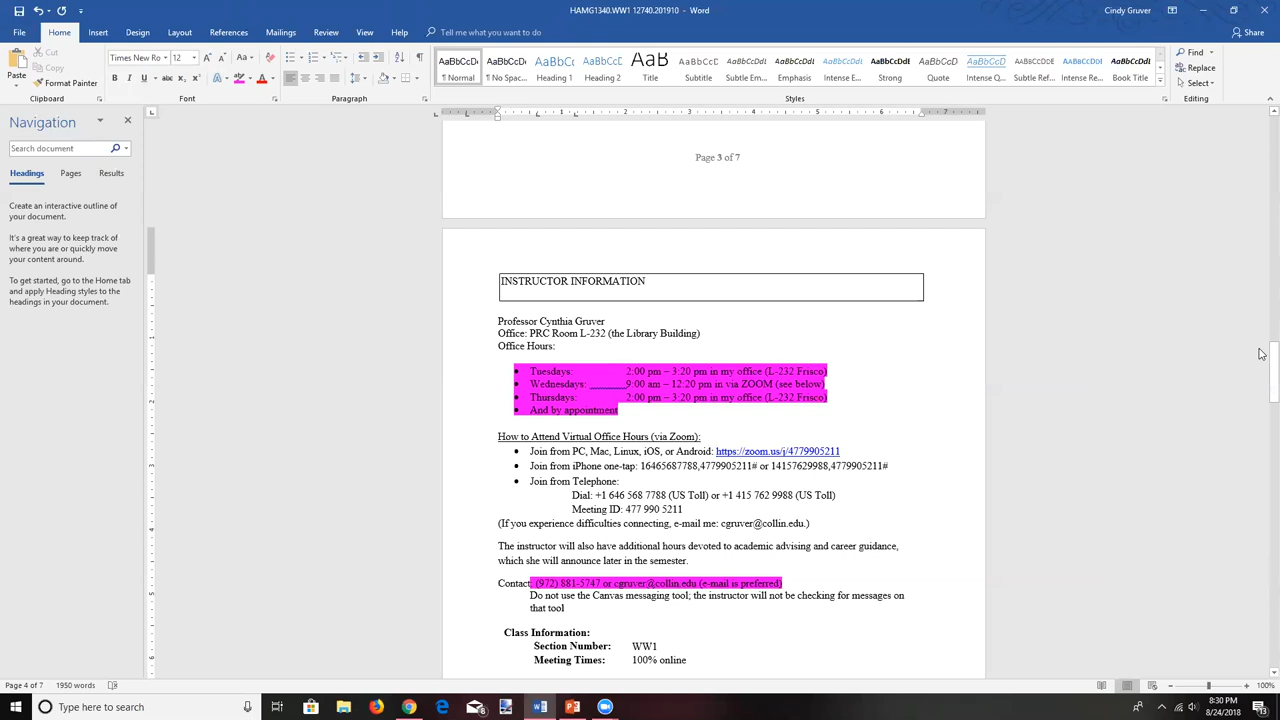 HAMG1340.WW1 12740.201910 - Word
Cindy Gruver
File Home Insert Draw Design Layout References Mailings Review View ACROBAT Tell me what you want to do
Share
Paste
Cut
Copy
Format Painter
Clipboard
Times New Ro 12
Font
Paragraph
AaBbCcDc ¶ Normal
AaBbCcDc ¶ No Spac...
AaBbCc Heading 1
AaBbCcD Heading 2
AaB Title
AaBbCcD Subtitle
AaBbCcDd Subtle Em...
AaBbCcDd Emphasis
AaBbCcDd Intense E...
AaBbCcDc Strong
AaBbCcDd Quote
AaBbCcDd Intense Q...
AABBCCDD Subtle Ref...
AABBCCDD Intense Re...
AaBbCcDd Book Title
Styles
Find
Replace
Select
Editing
Navigation
Search document
Headings Pages Results
Create an interactive outline of
your document.
It's a great way to keep track of
where you are or quickly move
your content around.
To get started, go to the Home tab
and apply Heading styles to the
headings in your document.
Page 3 of 7
INSTRUCTOR INFORMATION
Professor Cynthia Gruver
Office: PRC Room L-232 (the Library Building)
Office Hours:
• Tuesdays: 2:00 pm – 3:20 pm in my office (L-232 Frisco)
• Wednesdays: 9:00 am – 12:20 pm in via ZOOM (see below)
• Thursdays: 2:00 pm – 3:20 pm in my office (L-232 Frisco)
• And by appointment
How to Attend Virtual Office Hours (via Zoom):
• Join from PC, Mac, Linux, iOS, or Android: https://zoom.us/j/4779905211
• Join from iPhone one-tap: 16465687788,4779905211# or 14157629988,4779905211#
• Join from Telephone:
Dial: +1 646 568 7788 (US Toll) or +1 415 762 9988 (US Toll)
Meeting ID: 477 990 5211
(If you experience difficulties connecting, e-mail me: cgruver@collin.edu.)
The instructor will also have additional hours devoted to academic advising and career guidance,
which she will announce later in the semester.
Contact: (972) 881-5747 or cgruver@collin.edu (e-mail is preferred)
Do not use the Canvas messaging tool; the instructor will not be checking for messages on
that tool
Class Information:
Section Number: WW1
Meeting Times: 100% online
Page 4 of 7 1950 words
100%
Type here to search
8:30 PM
8/24/2018